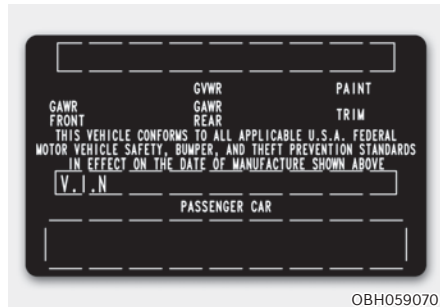 GVWR PAINT
GAWR FRONT GAWR REAR TRIM
THIS VEHICLE CONFORMS TO ALL APPLICABLE U.S.A. FEDERAL
MOTOR VEHICLE SAFETY, BUMPER, AND THEFT PREVENTION STANDARDS
IN EFFECT ON THE DATE OF MANUFACTURE SHOWN ABOVE
V.I.N
PASSENGER CAR
OBH059070